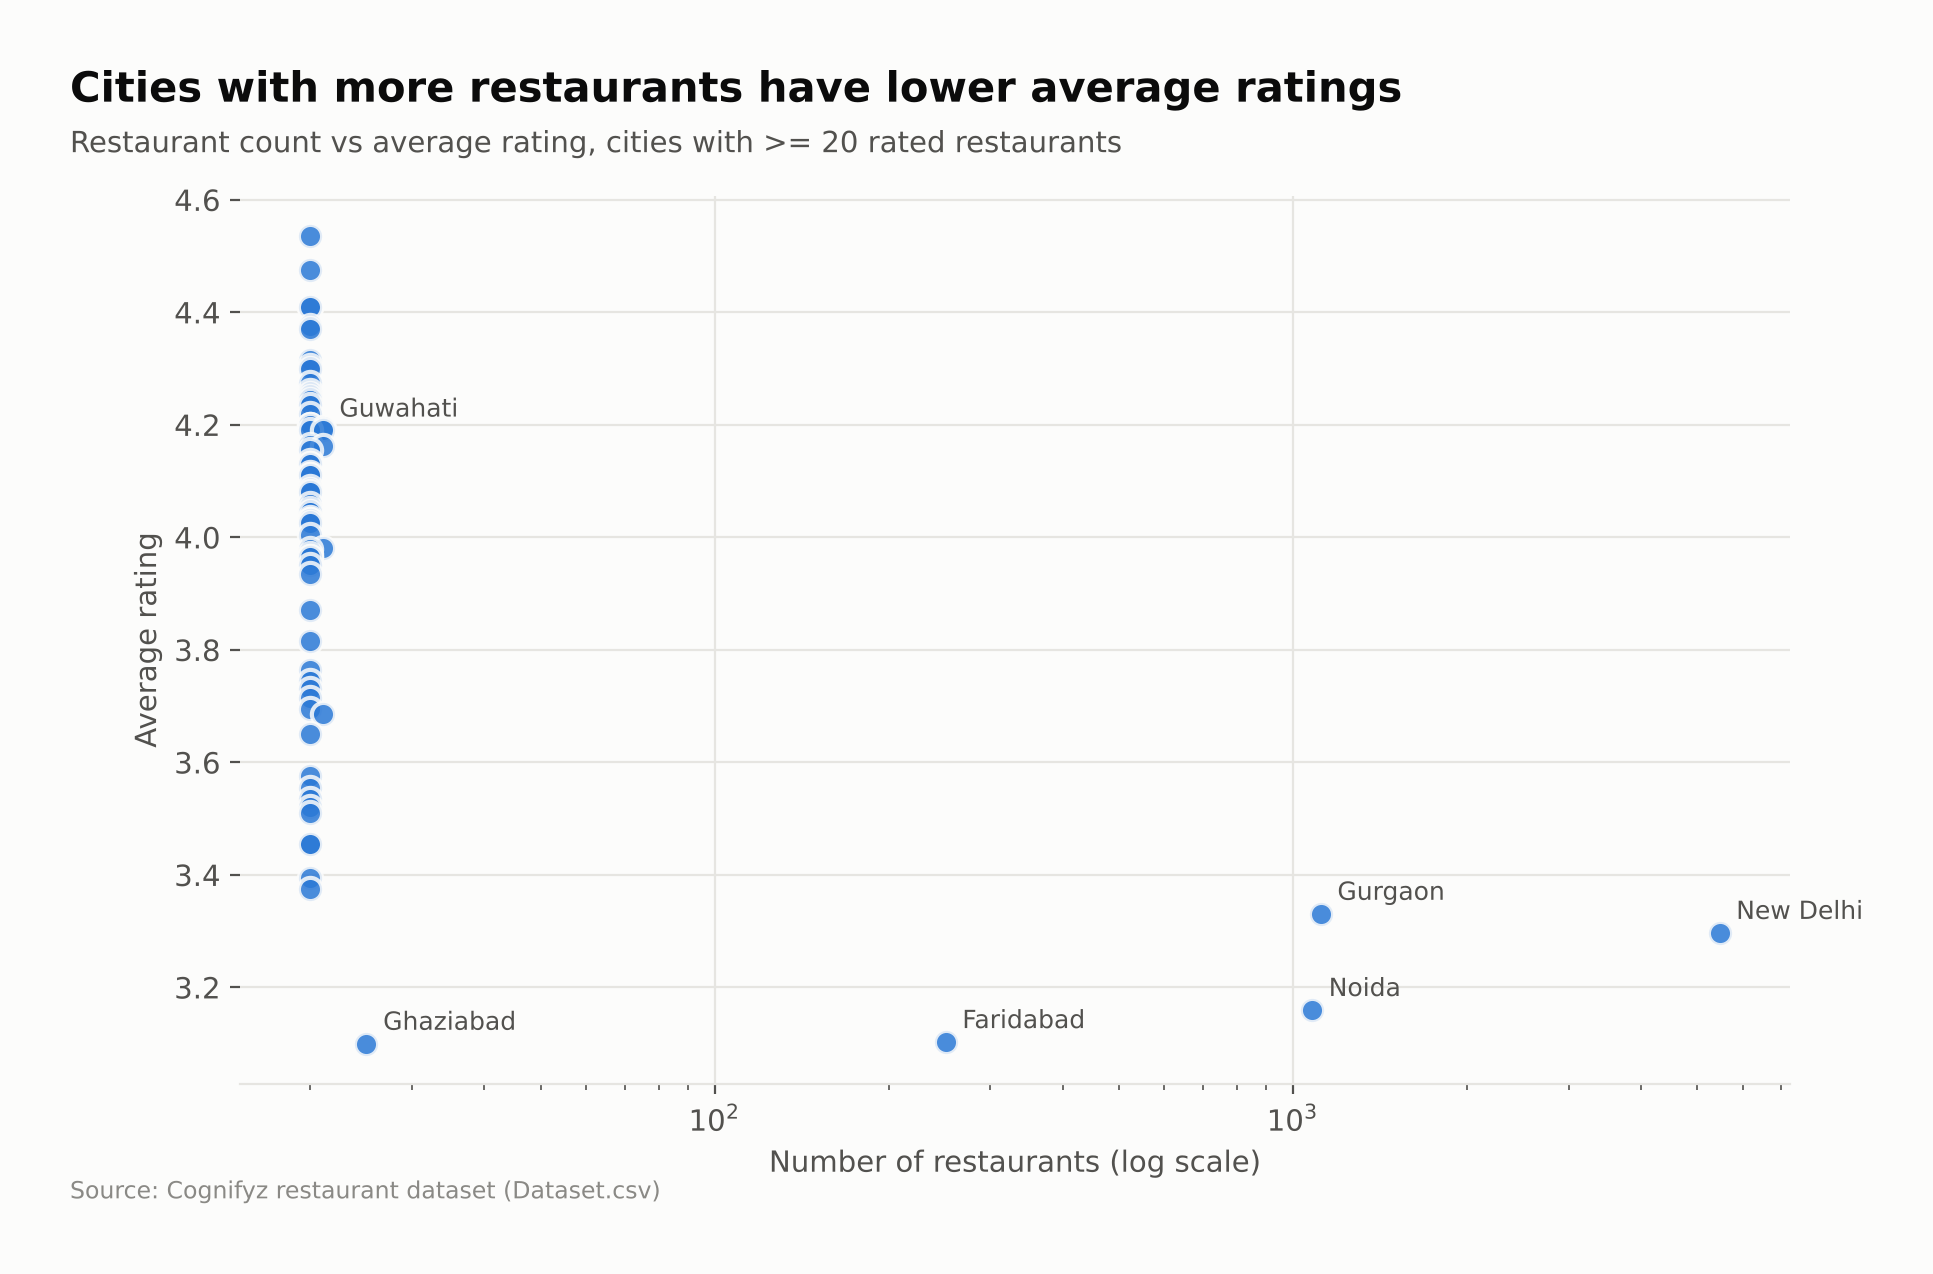 Cities with more restaurants have lower average ratings
Restaurant count vs average rating, cities with >= 20 rated restaurants
4.6
4.4
4.2
4.0
3.8
3.6
3.4
3.2
Average rating
Guwahati
Gurgaon
New Delhi
Noida
Ghaziabad
Faridabad
10²
10³
Number of restaurants (log scale)
Source: Cognifyz restaurant dataset (Dataset.csv)